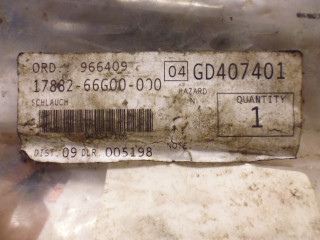 ORD 966409
17882-66G00-000
04 GD407401
SCHLAUCH
HAZARD
QUANTITY
1
NOTE
DIST. 09 DLR 005198